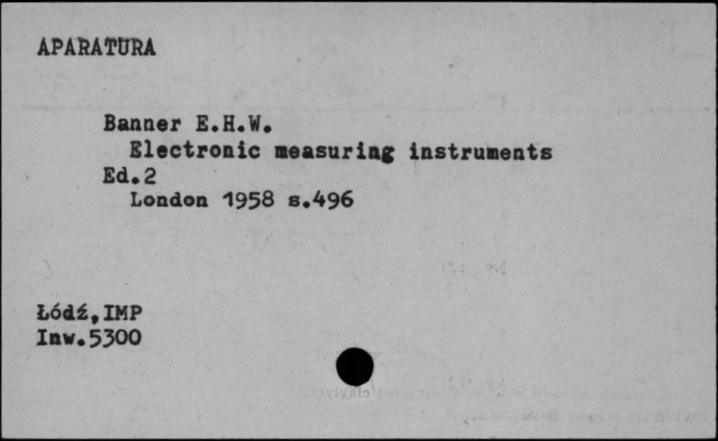 APARATURA
Banner E.H.W.
Electronic measuring instruments
Ed.2
London 1958 s.496
Łódź,IMP
Inw.5300